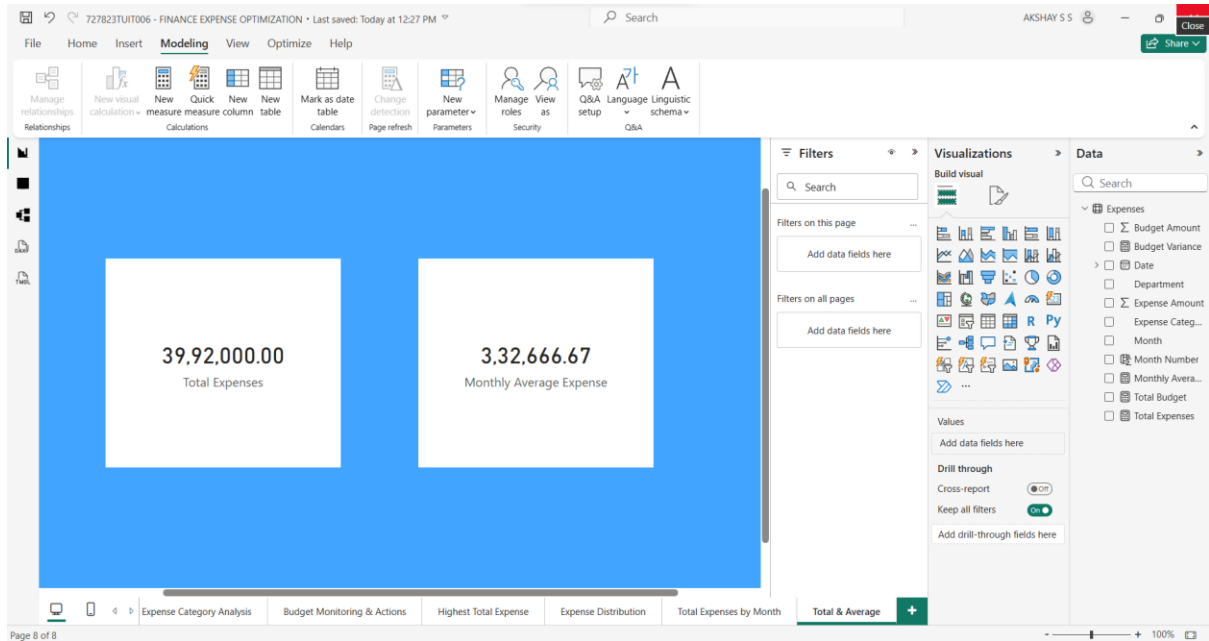 727823TUIT006 - FINANCE EXPENSE OPTIMIZATION • Last saved: Today at 12:27 PM
Search
AKSHAY S S
Close
File Home Insert Modeling View Optimize Help
Share
Manage relationships
New visual calculation
New measure
Quick measure
New column
New table
Mark as date table
Change detection
New parameter
Manage roles
View as
Q&A setup
Language
Linguistic schema
Relationships
Calculations
Calendars
Page refresh
Parameters
Security
Q&A
39,92,000.00
Total Expenses
3,32,666.67
Monthly Average Expense
Filters
Search
Filters on this page ...
Add data fields here
Filters on all pages ...
Add data fields here
Visualizations
Build visual
R Py
...
Values
Add data fields here
Drill through
Cross-report Off
Keep all filters On
Add drill-through fields here
Data
Search
Expenses
Budget Amount
Budget Variance
Date
Department
Expense Amount
Expense Categ...
Month
Month Number
Monthly Avera...
Total Budget
Total Expenses
Expense Category Analysis
Budget Monitoring & Actions
Highest Total Expense
Expense Distribution
Total Expenses by Month
Total & Average
+
Page 8 of 8
- + 100%